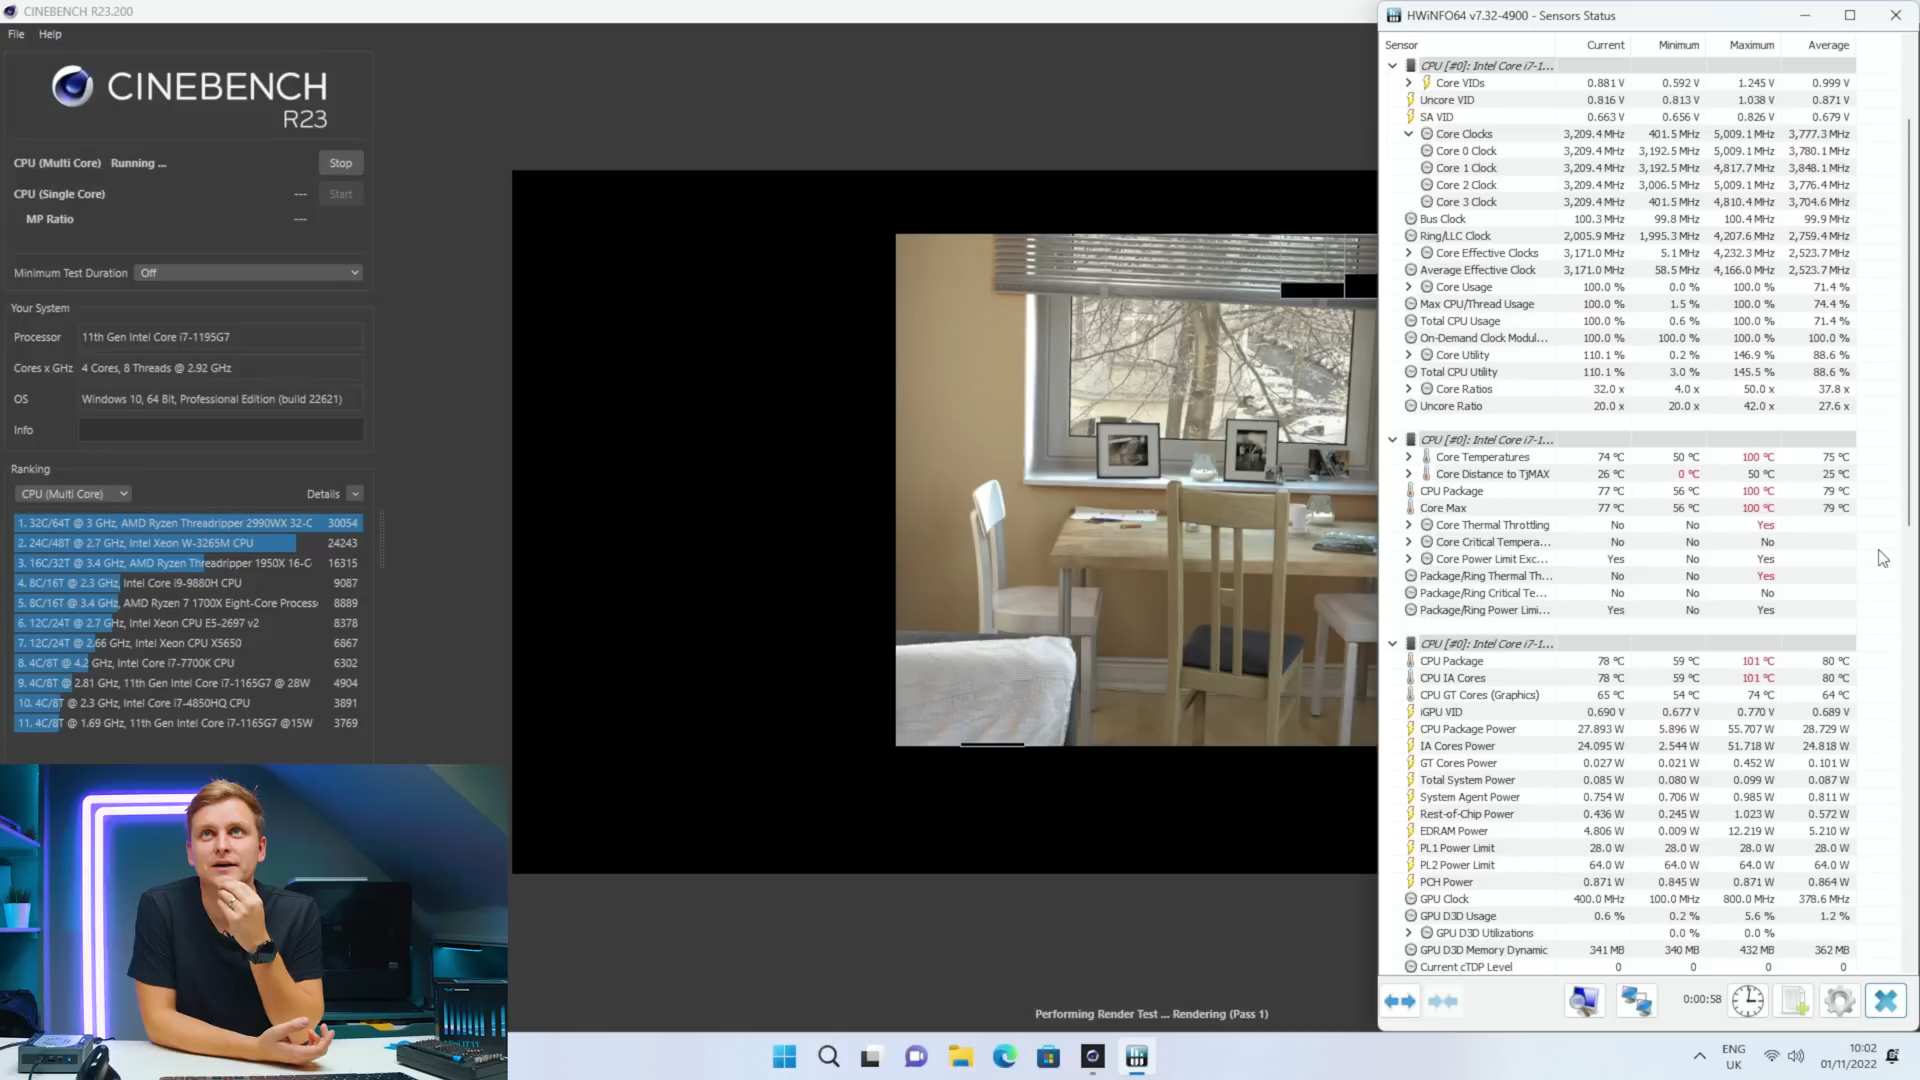 CINEBENCH R23.200
File Help
CINEBENCH
R23
CPU (Multi Core) Running ... Stop
CPU (Single Core) --- Start
MP Ratio ---
Minimum Test Duration Off
Your System
Processor 11th Gen Intel Core i7-1195G7
Cores x GHz 4 Cores, 8 Threads @ 2.92 GHz
OS Windows 10, 64 Bit, Professional Edition (build 22621)
Info
Ranking
CPU (Multi Core) Details
1. 32C/64T @ 3 GHz, AMD Ryzen Threadripper 2990WX 32-C 30054
2. 24C/48T @ 2.7 GHz, Intel Xeon W-3265M CPU 24243
3. 16C/32T @ 3.4 GHz, AMD Ryzen Threadripper 1950X 16-C 16315
4. 8C/16T @ 2.3 GHz, Intel Core i9-9880H CPU 9087
5. 8C/16T @ 3.4 GHz, AMD Ryzen 7 1700X Eight-Core Process 8889
6. 12C/24T @ 2.7 GHz, Intel Xeon CPU E5-2697 v2 8378
7. 12C/24T @ 2.66 GHz, Intel Xeon CPU X5650 6867
8. 4C/8T @ 4.2 GHz, Intel Core i7-7700K CPU 6302
9. 4C/8T @ 2.81 GHz, 11th Gen Intel Core i7-1165G7 @ 28W 4904
10. 4C/8T @ 2.3 GHz, Intel Core i7-4850HQ CPU 3891
11. 4C/8T @ 1.69 GHz, 11th Gen Intel Core i7-1165G7 @15W 3769
Performing Render Test ... Rendering (Pass 1)
HWiNFO64 v7.32-4900 - Sensors Status
Sensor Current Minimum Maximum Average
CPU [#0]: Intel Core i7-1...
Core VIDs 0.881 V 0.592 V 1.245 V 0.999 V
Uncore VID 0.816 V 0.813 V 1.038 V 0.871 V
SA VID 0.663 V 0.656 V 0.826 V 0.679 V
Core Clocks 3,209.4 MHz 401.5 MHz 5,009.1 MHz 3,777.3 MHz
Core 0 Clock 3,209.4 MHz 3,192.5 MHz 5,009.1 MHz 3,780.1 MHz
Core 1 Clock 3,209.4 MHz 3,192.5 MHz 4,817.7 MHz 3,848.1 MHz
Core 2 Clock 3,209.4 MHz 3,006.5 MHz 5,009.1 MHz 3,776.4 MHz
Core 3 Clock 3,209.4 MHz 401.5 MHz 4,810.4 MHz 3,704.6 MHz
Bus Clock 100.3 MHz 99.8 MHz 100.4 MHz 99.9 MHz
Ring/LLC Clock 2,005.9 MHz 1,995.3 MHz 4,207.6 MHz 2,759.4 MHz
Core Effective Clocks 3,171.0 MHz 5.1 MHz 4,232.3 MHz 2,523.7 MHz
Average Effective Clock 3,171.0 MHz 58.5 MHz 4,166.0 MHz 2,523.7 MHz
Core Usage 100.0 % 0.0 % 100.0 % 71.4 %
Max CPU/Thread Usage 100.0 % 1.5 % 100.0 % 74.4 %
Total CPU Usage 100.0 % 0.6 % 100.0 % 71.4 %
On-Demand Clock Modul... 100.0 % 100.0 % 100.0 % 100.0 %
Core Utility 110.1 % 0.2 % 146.9 % 88.6 %
Total CPU Utility 110.1 % 3.0 % 145.5 % 88.6 %
Core Ratios 32.0 x 4.0 x 50.0 x 37.8 x
Uncore Ratio 20.0 x 20.0 x 42.0 x 27.6 x
CPU [#0]: Intel Core i7-1...
Core Temperatures 74 °C 50 °C 100 °C 75 °C
Core Distance to TjMAX 26 °C 0 °C 50 °C 25 °C
CPU Package 77 °C 56 °C 100 °C 79 °C
Core Max 77 °C 56 °C 100 °C 79 °C
Core Thermal Throttling No No Yes
Core Critical Tempera... No No No
Core Power Limit Exc... Yes No Yes
Package/Ring Thermal Th... No No Yes
Package/Ring Critical Te... No No No
Package/Ring Power Limi... Yes No Yes
CPU [#0]: Intel Core i7-1...
CPU Package 78 °C 59 °C 101 °C 80 °C
CPU IA Cores 78 °C 59 °C 101 °C 80 °C
CPU GT Cores (Graphics) 65 °C 54 °C 74 °C 64 °C
iGPU VID 0.690 V 0.677 V 0.770 V 0.689 V
CPU Package Power 27.893 W 5.896 W 55.707 W 28.729 W
IA Cores Power 24.095 W 2.544 W 51.718 W 24.818 W
GT Cores Power 0.027 W 0.021 W 0.452 W 0.101 W
Total System Power 0.085 W 0.080 W 0.099 W 0.087 W
System Agent Power 0.754 W 0.706 W 0.985 W 0.811 W
Rest-of-Chip Power 0.436 W 0.245 W 1.023 W 0.572 W
EDRAM Power 4.806 W 0.009 W 12.219 W 5.210 W
PL1 Power Limit 28.0 W 28.0 W 28.0 W 28.0 W
PL2 Power Limit 64.0 W 64.0 W 64.0 W 64.0 W
PCH Power 0.871 W 0.845 W 0.871 W 0.864 W
GPU Clock 400.0 MHz 100.0 MHz 800.0 MHz 378.6 MHz
GPU D3D Usage 0.6 % 0.2 % 5.6 % 1.2 %
GPU D3D Utilizations 0.0 % 0.0 %
GPU D3D Memory Dynamic 341 MB 340 MB 432 MB 362 MB
Current cTDP Level 0 0 0 0
0:00:58
ENG
UK
10:02
01/11/2022